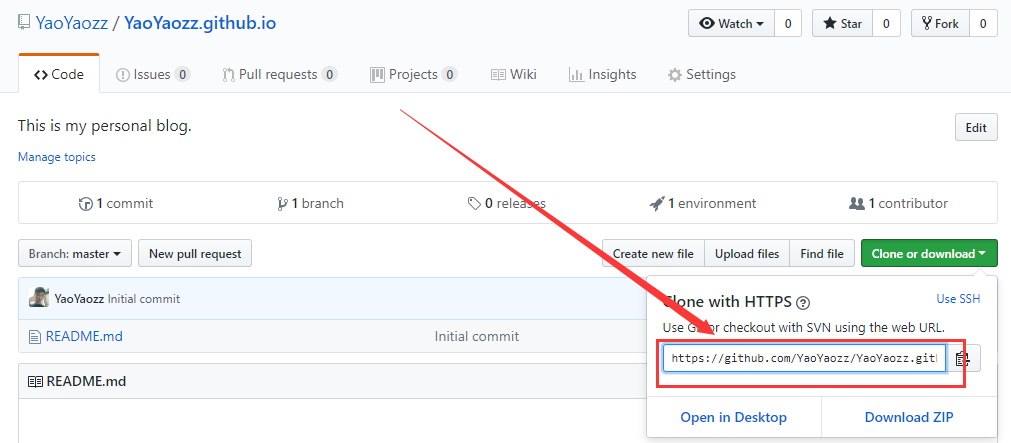 YaoYaozz / YaoYaozz.github.io
Watch 0 Star 0 Fork 0
Code Issues 0 Pull requests 0 Projects 0 Wiki Insights Settings
This is my personal blog.
Edit
Manage topics
1 commit 1 branch 0 releases 1 environment 1 contributor
Branch: master New pull request Create new file Upload files Find file Clone or download
YaoYaozz Initial commit
README.md Initial commit
README.md
Clone with HTTPS ? Use SSH
Use or checkout with SVN using the web URL.
https://github.com/YaoYaozz/YaoYaozz.git
Open in Desktop Download ZIP